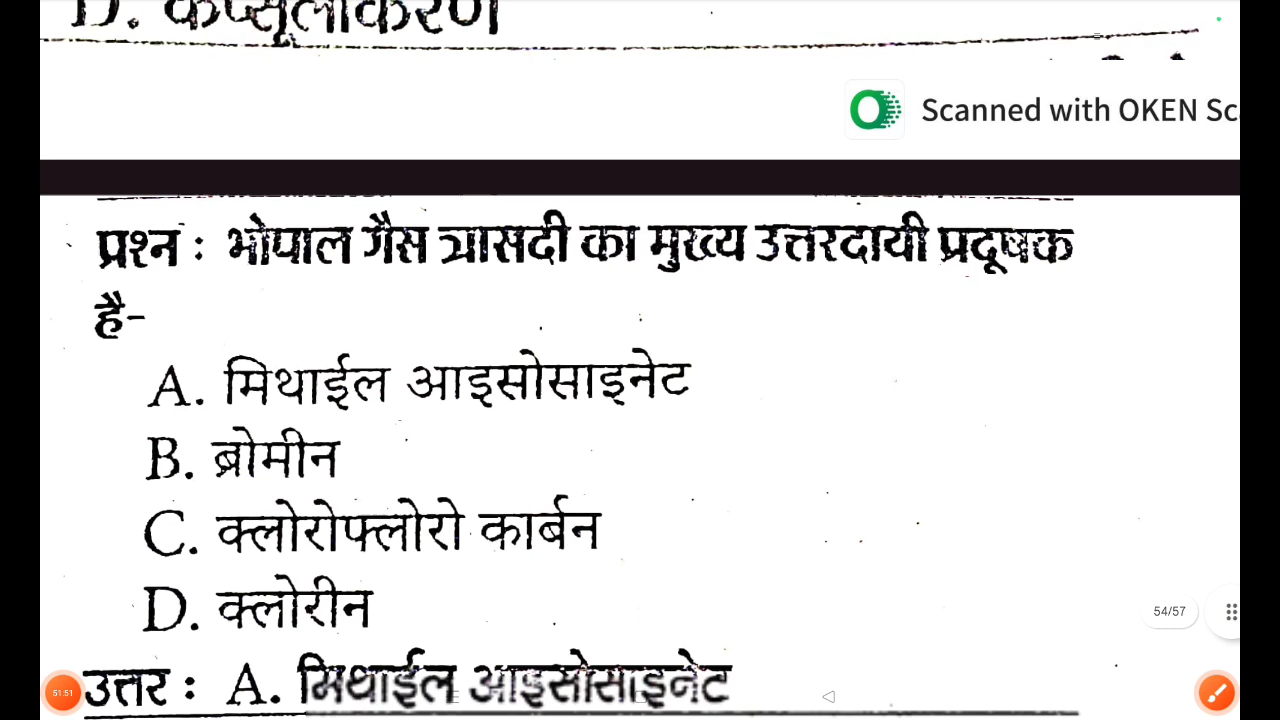 D. कैप्सूलीकरण
Scanned with OKEN Sc
प्रश्न : भोपाल गैस त्रासदी का मुख्य उत्तरदायी प्रदूषक
है-
A. मिथाईल आइसोसाइनेट
B. ब्रोमीन
C. क्लोरोफ्लोरो कार्बन
D. क्लोरीन
54/57
उत्तर : A. मिथाईल आइसोसाइनेट
51:51